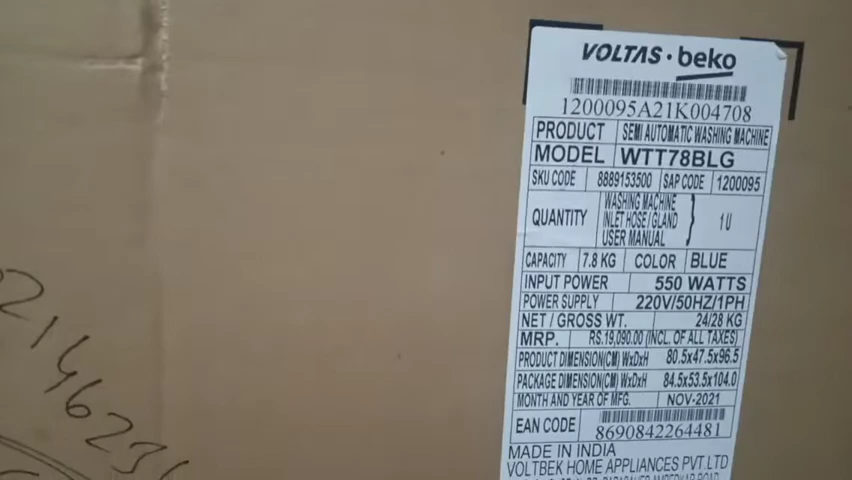 VOLTAS · beko
1200095A21K004708
PRODUCT SEMI AUTOMATIC WASHING MACHINE
MODEL WTT78BLG
SKU CODE 8889153500 SAP CODE 1200095
QUANTITY WASHING MACHINE INLET HOSE / GLAND USER MANUAL } 1U
CAPACITY 7.8 KG COLOR BLUE
INPUT POWER 550 WATTS
POWER SUPPLY 220V/50HZ/1PH
NET / GROSS WT. 24/28 KG
MRP. RS.19,090.00 (INCL. OF ALL TAXES)
PRODUCT DIMENSION(CM) WxDxH 80.5x47.5x96.5
PACKAGE DIMENSION(CM) WxDxH 84.5x53.5x104.0
MONTH AND YEAR OF MFG. NOV-2021
EAN CODE 8690842264481
MADE IN INDIA
VOLTBEK HOME APPLIANCES PVT.LTD